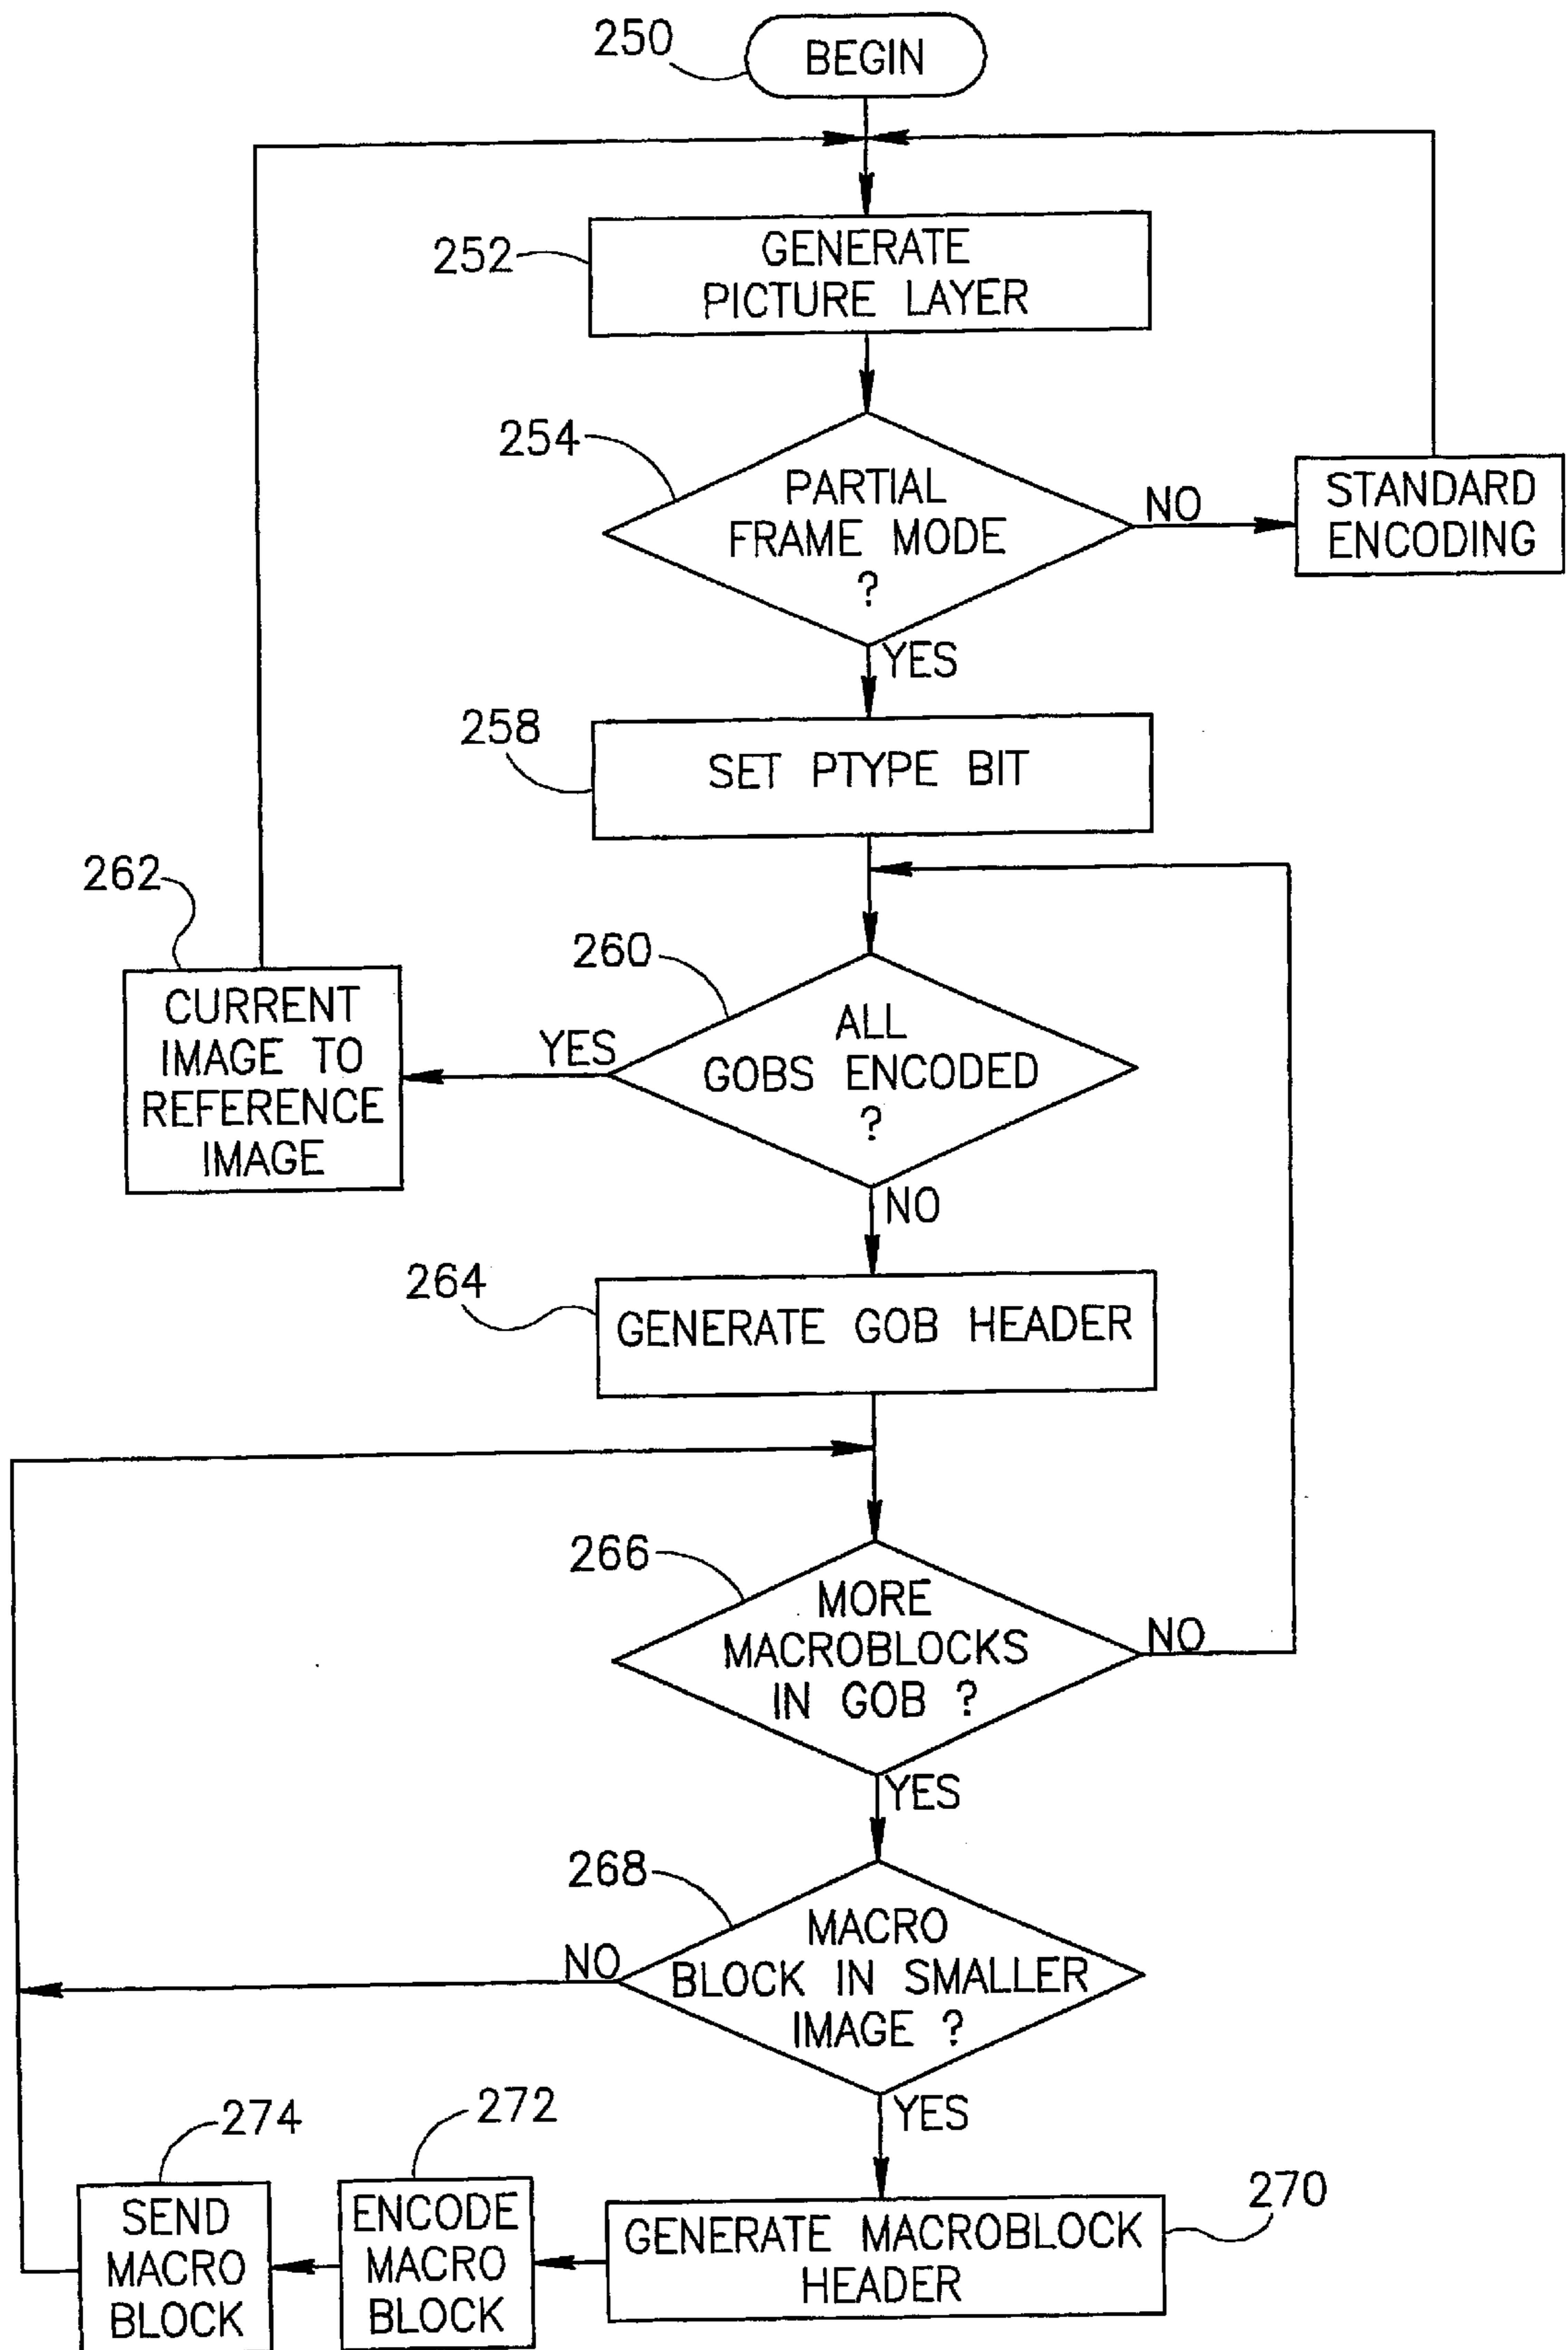 250
BEGIN
252
GENERATE
PICTURE LAYER
254
PARTIAL
FRAME MODE
?
NO
STANDARD
ENCODING
YES
258
SET PTYPE BIT
262
CURRENT
IMAGE TO
REFERENCE
IMAGE
260
ALL
GOBS ENCODED
?
YES
NO
264
GENERATE GOB HEADER
266
MORE
MACROBLOCKS
IN GOB ?
NO
YES
268
MACRO
BLOCK IN SMALLER
IMAGE ?
NO
YES
274
SEND
MACRO
BLOCK
272
ENCODE
MACRO
BLOCK
270
GENERATE MACROBLOCK
HEADER